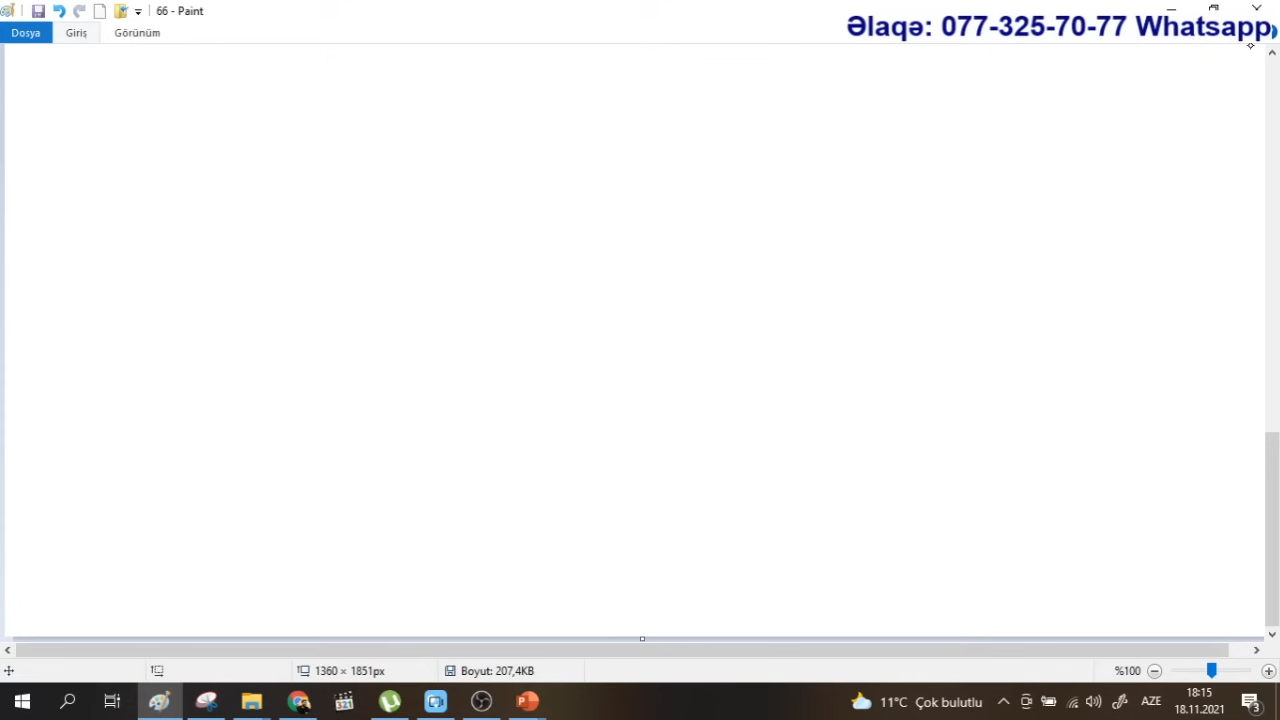 66 - Paint
Əlaqə: 077-325-70-77 Whatsapp
Dosya Giriş Görünüm
1360 × 1851px Boyut: 207,4KB %100
11°C Çok bulutlu AZE 18:15
18.11.2021 3